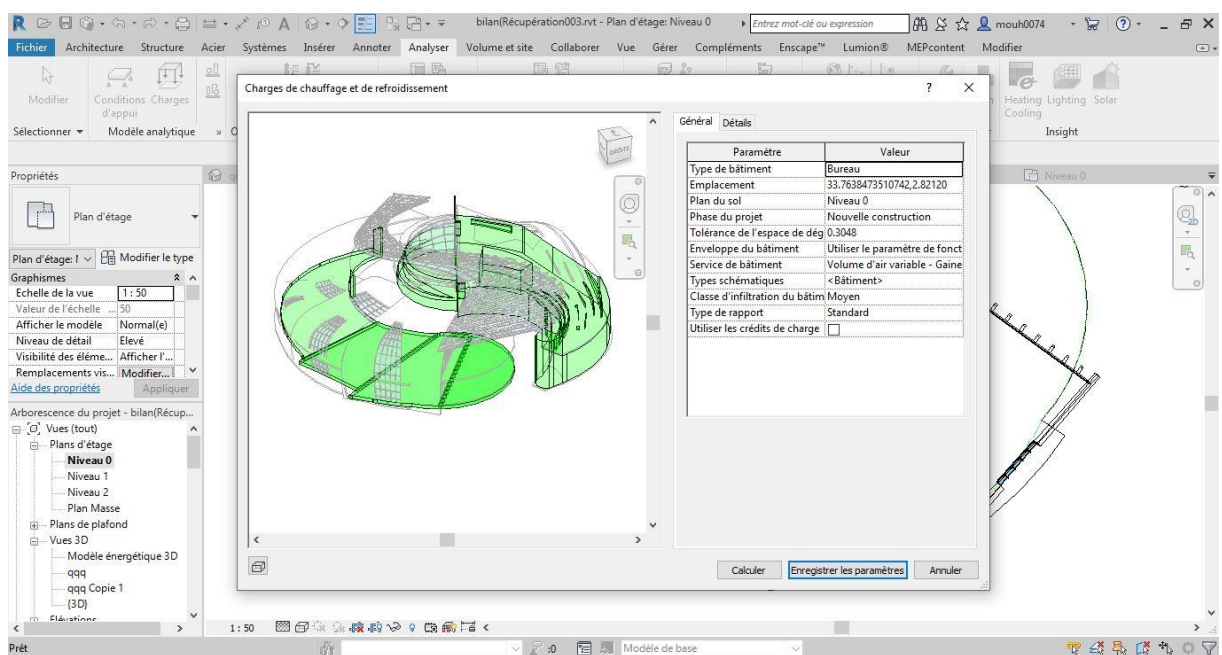 bilan(Récupération003.rvt - Plan d'étage: Niveau 0
Entrez mot-clé ou expression
mouh0074
Fichier Architecture Structure Acier Systèmes Insérer Annoter Analyser Volume et site Collaborer Vue Gérer Compléments Enscape™ Lumion® MEPcontent Modifier
Modifier
Conditions d'appui
Charges
Heating Cooling
Lighting
Solar
Sélectionner
Modèle analytique
Insight
Charges de chauffage et de refroidissement
DROITE
Général
Détails
Paramètre Valeur
Type de bâtiment Bureau
Emplacement 33.7638473510742,2.82120
Plan du sol Niveau 0
Phase du projet Nouvelle construction
Tolérance de l'espace de dég 0.3048
Enveloppe du bâtiment Utiliser le paramètre de fonct
Service de bâtiment Volume d'air variable - Gaine
Types schématiques <Bâtiment>
Classe d'infiltration du bâtim Moyen
Type de rapport Standard
Utiliser les crédits de charge
Calculer
Enregistrer les paramètres
Annuler
Niveau 0
2D
Propriétés
Plan d'étage
Modifier le type
Graphismes
Echelle de la vue 1 : 50
Valeur de l'échelle ... 50
Afficher le modèle Normal(e)
Niveau de détail Elevé
Visibilité des éléme... Afficher l'...
Remplacements vis... Modifier...
Aide des propriétés
Appliquer
Arborescence du projet - bilan(Récup...
Vues (tout)
Plans d'étage
Niveau 0
Niveau 1
Niveau 2
Plan Masse
Plans de plafond
Vues 3D
Modèle énergétique 3D
qqq
qqq Copie 1
{3D}
Elévations
1 : 50
Prêt
:0
Modèle de base